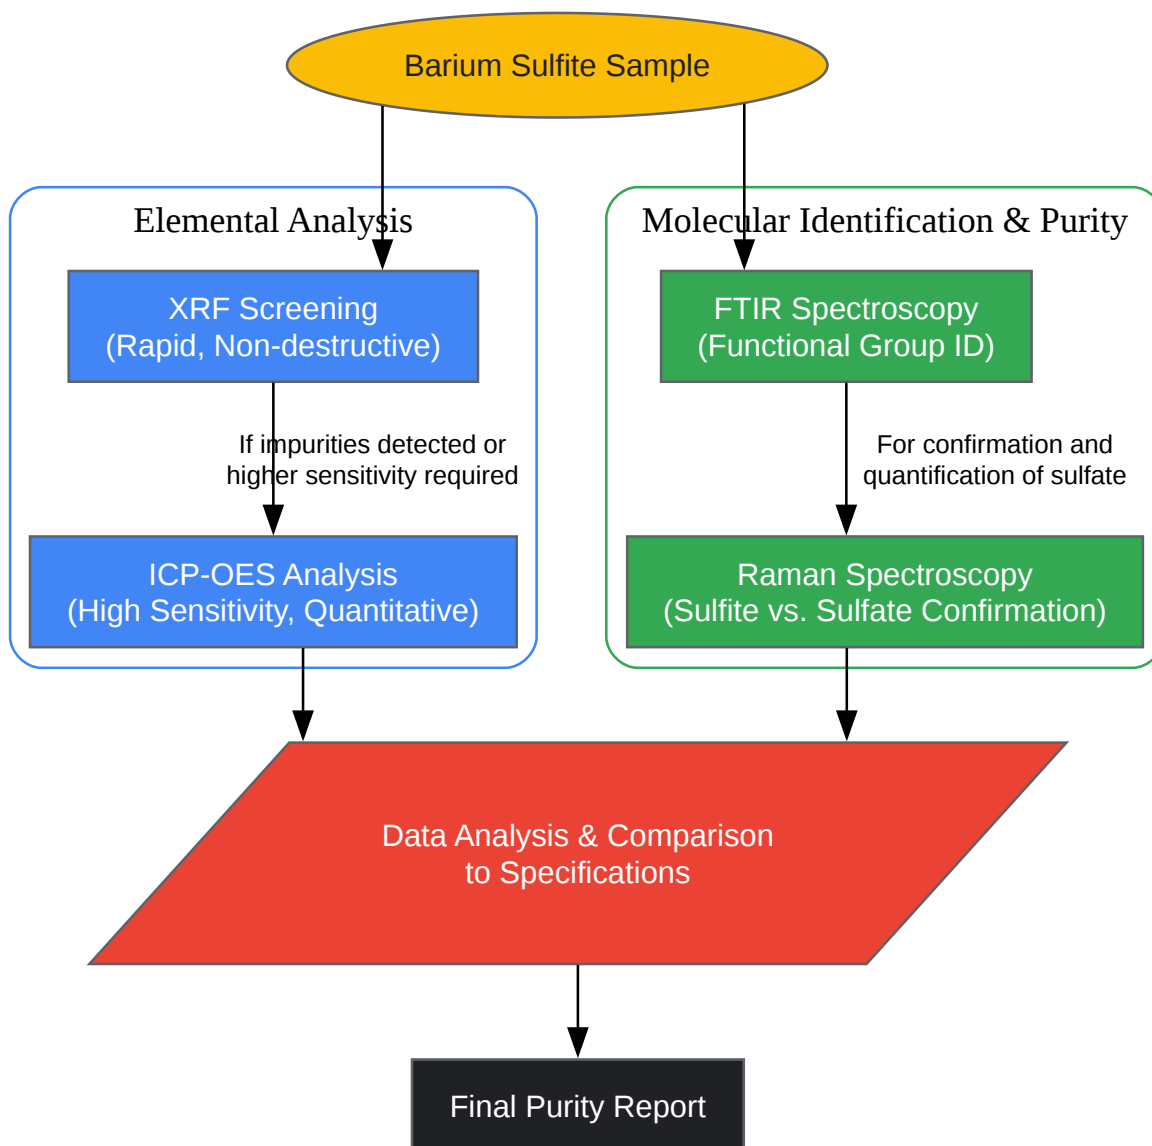 Barium Sulfite Sample
Elemental Analysis
XRF Screening
(Rapid, Non-destructive)
If impurities detected or
higher sensitivity required
ICP-OES Analysis
(High Sensitivity, Quantitative)
Molecular Identification & Purity
FTIR Spectroscopy
(Functional Group ID)
For confirmation and
quantification of sulfate
Raman Spectroscopy
(Sulfite vs. Sulfate Confirmation)
Data Analysis & Comparison
to Specifications
Final Purity Report